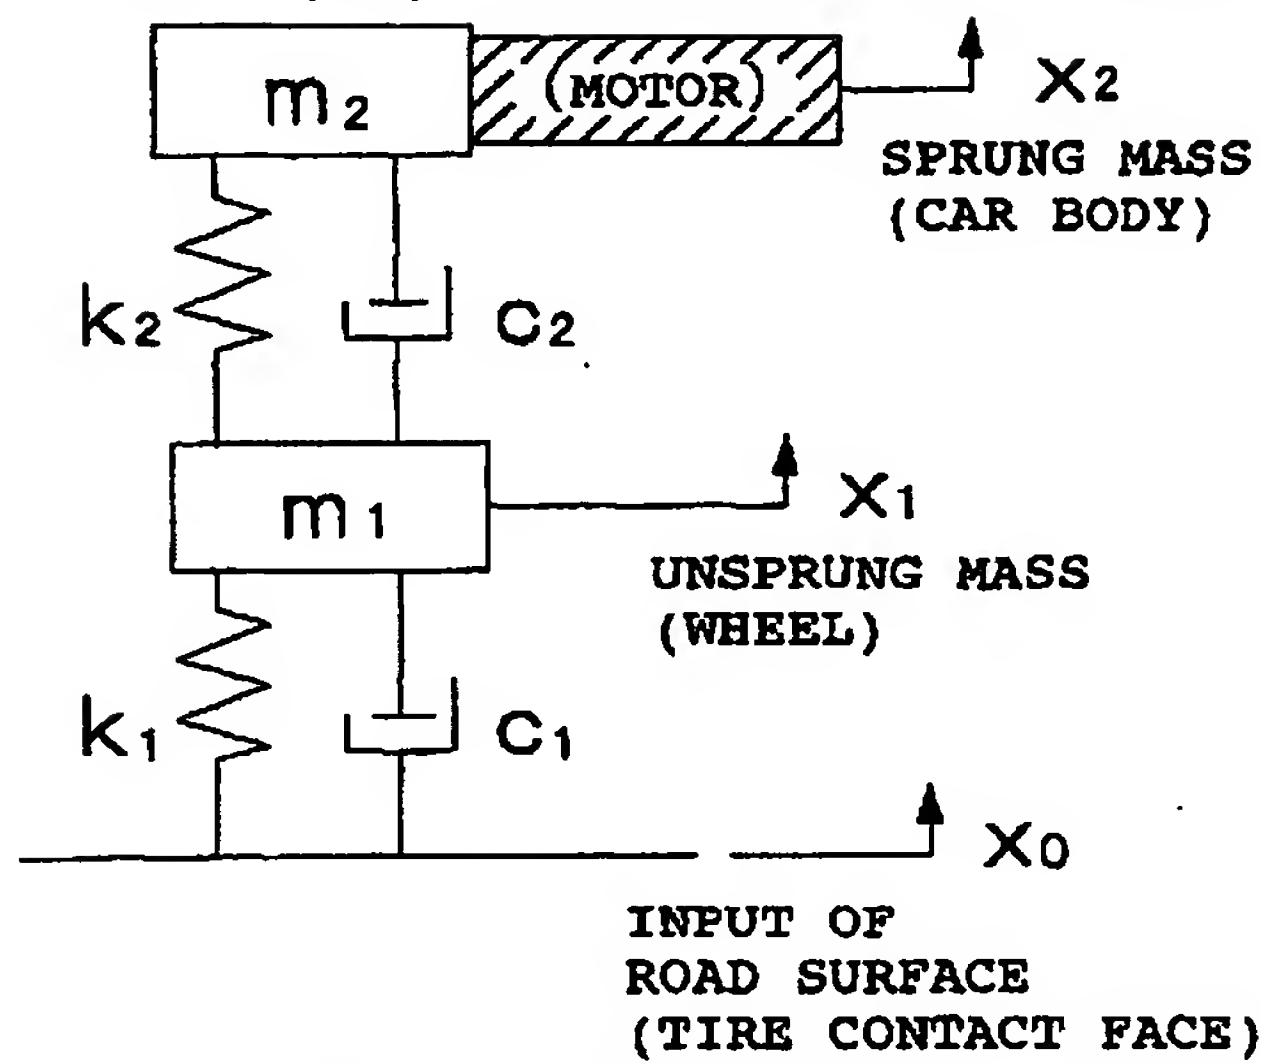 m2
(MOTOR)
X2
SPRUNG MASS
(CAR BODY)
k2
C2
m1
X1
UNSPRUNG MASS
(WHEEL)
k1
C1
X0
INPUT OF
ROAD SURFACE
(TIRE CONTACT FACE)